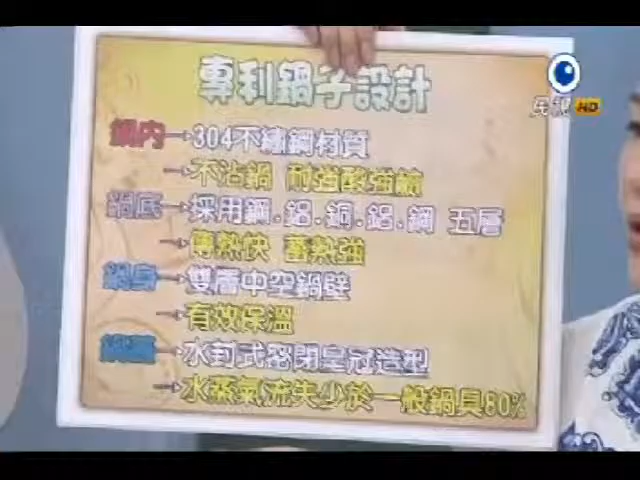 專利鍋子設計
民視HD
鍋內→304不繡鋼材質
→不沾鍋 耐強酸強鹼
鍋底→採用鋼.鋁.銅.鋁.鋼 五層
→傳熱快 蓄熱強
鍋身→雙層中空鍋壁
→有效保溫
鍋蓋→水封式密閉皇冠造型
→水蒸氣流失少於一般鍋具80%